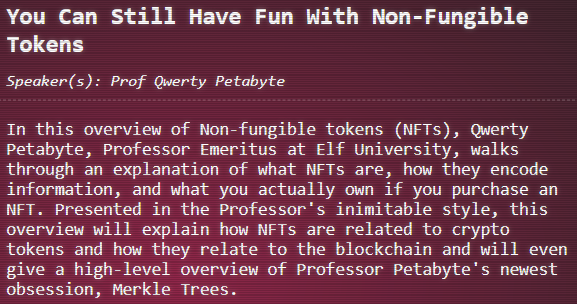 You Can Still Have Fun With Non-Fungible
Tokens
Speaker(s): Prof Qwerty Petabyte
In this overview of Non-fungible tokens (NFTs), Qwerty
Petabyte, Professor Emeritus at Elf University, walks
through an explanation of what NFTs are, how they encode
information, and what you actually own if you purchase an
NFT. Presented in the Professor's inimitable style, this
overview will explain how NFTs are related to crypto
tokens and how they relate to the blockchain and will even
give a high-level overview of Professor Petabyte's newest
obsession, Merkle Trees.